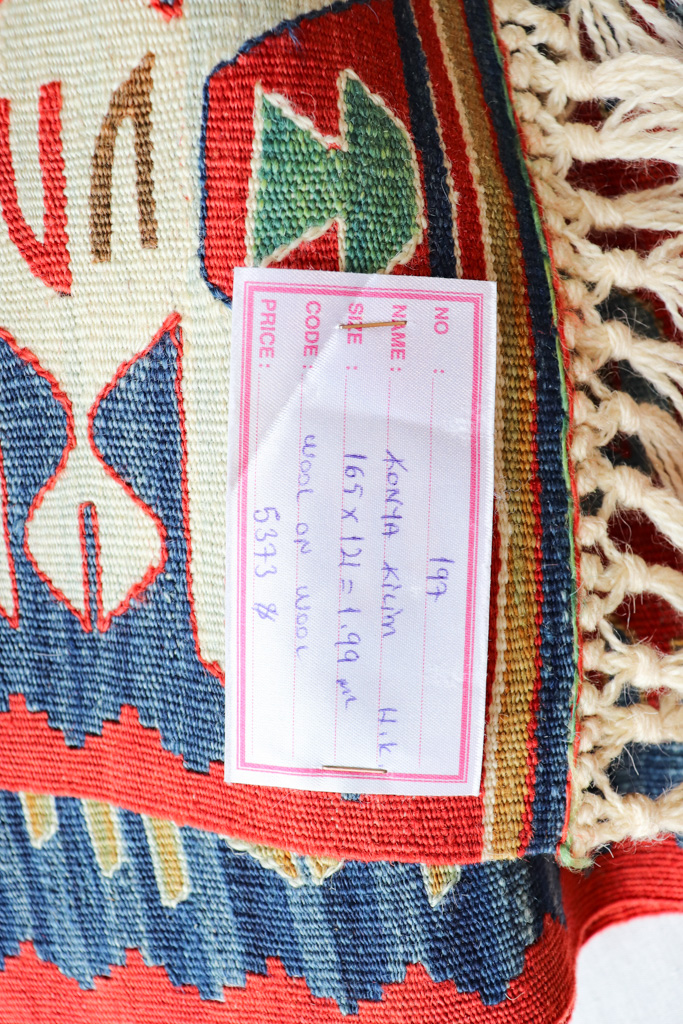 NO : 197
NAME : KONYA KILIM H.K.
SIZE : 165 x 121 = 1.99 m
CODE : WOOL ON WOOL
PRICE : 5373 $